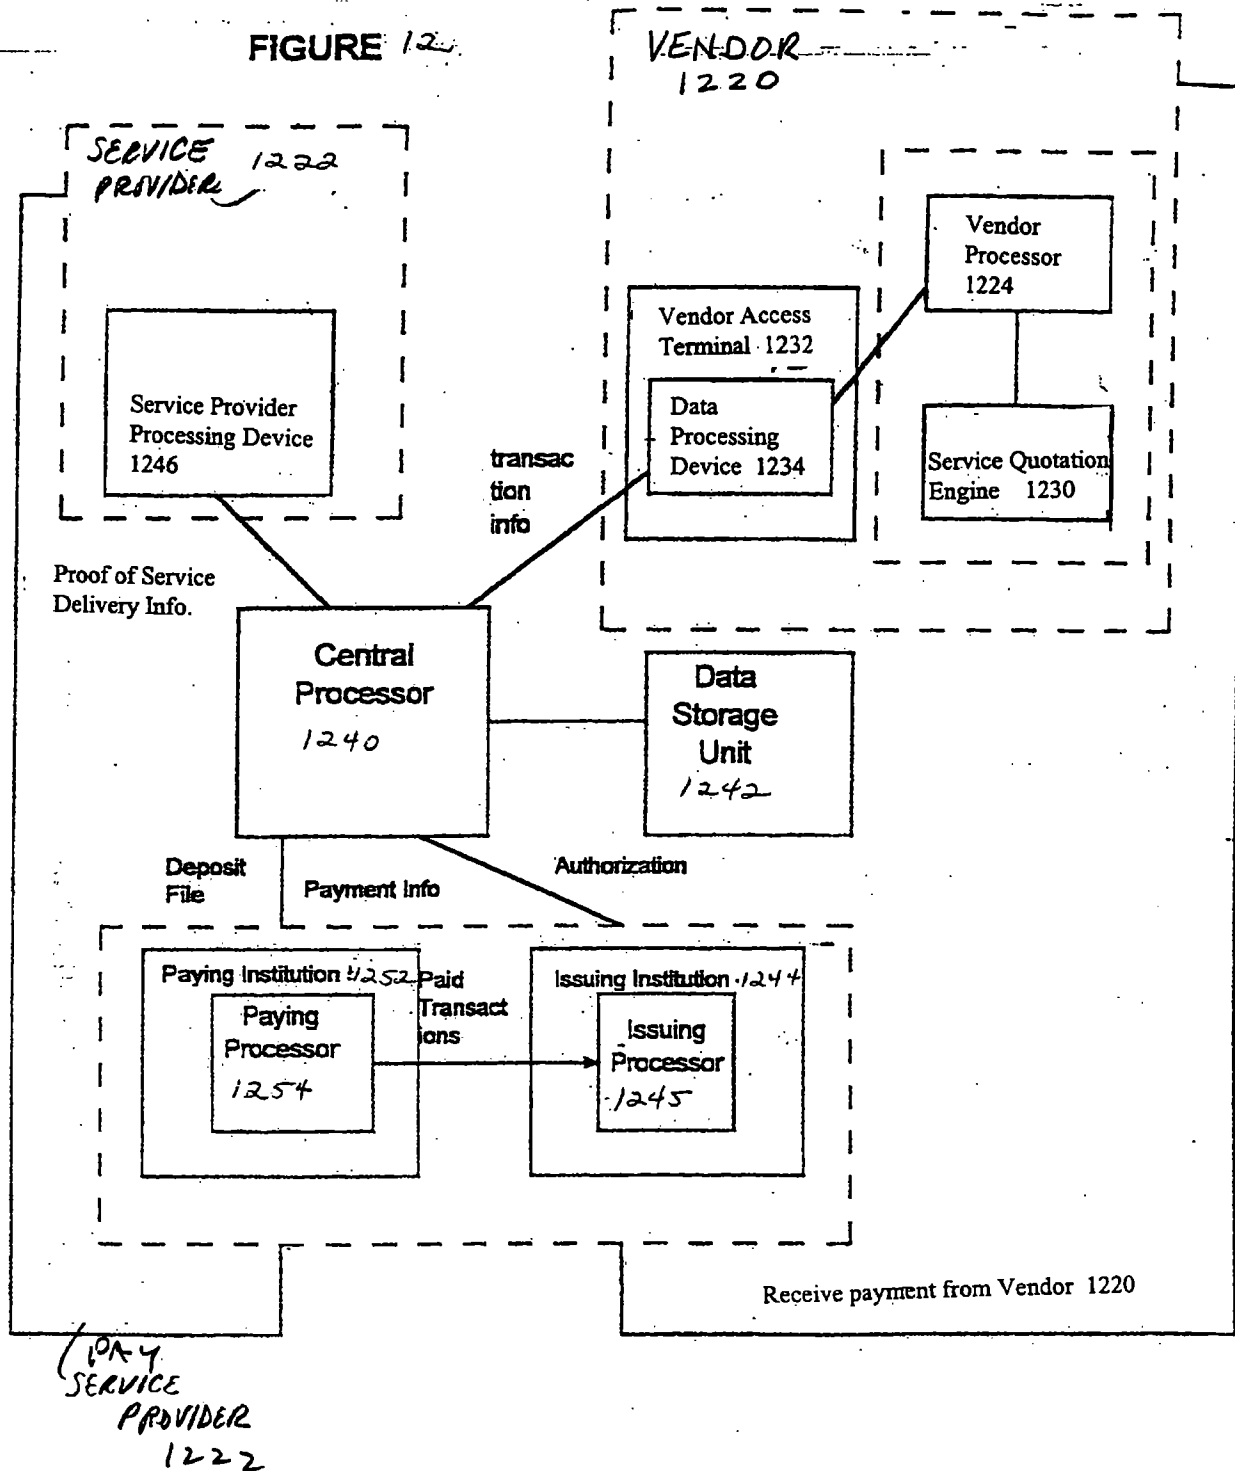 FIGURE 12
VENDOR
1220
SERVICE 1222
PROVIDER
Vendor
Processor
1224
Vendor Access
Terminal 1232
Data
Processing
Device 1234
Service Quotation
Engine 1230
Service Provider
Processing Device
1246
transac
tion
info
Proof of Service
Delivery Info.
Central
Processor
1240
Data
Storage
Unit
1242
Deposit
File
Payment Info
Authorization
Paying Institution 1252
Paid
Transact
ions
Issuing Institution 1244
Paying
Processor
1254
Issuing
Processor
1245
Receive payment from Vendor 1220
PAY
SERVICE
PROVIDER
1222